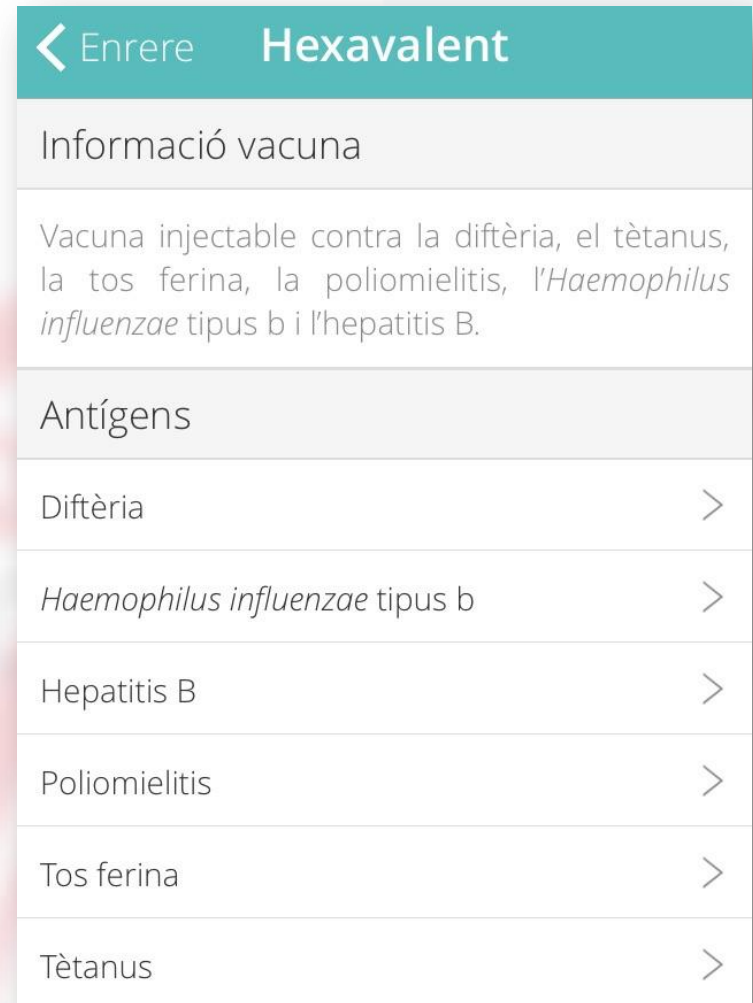 Enrere Hexavalent
Informació vacuna
Vacuna injectable contra la diftèria, el tètanus,
la tos ferina, la poliomielitis, l’Haemophilus
influenzae tipus b i l’hepatitis B.
Antígens
Diftèria
Haemophilus influenzae tipus b
Hepatitis B
Poliomielitis
Tos ferina
Tètanus